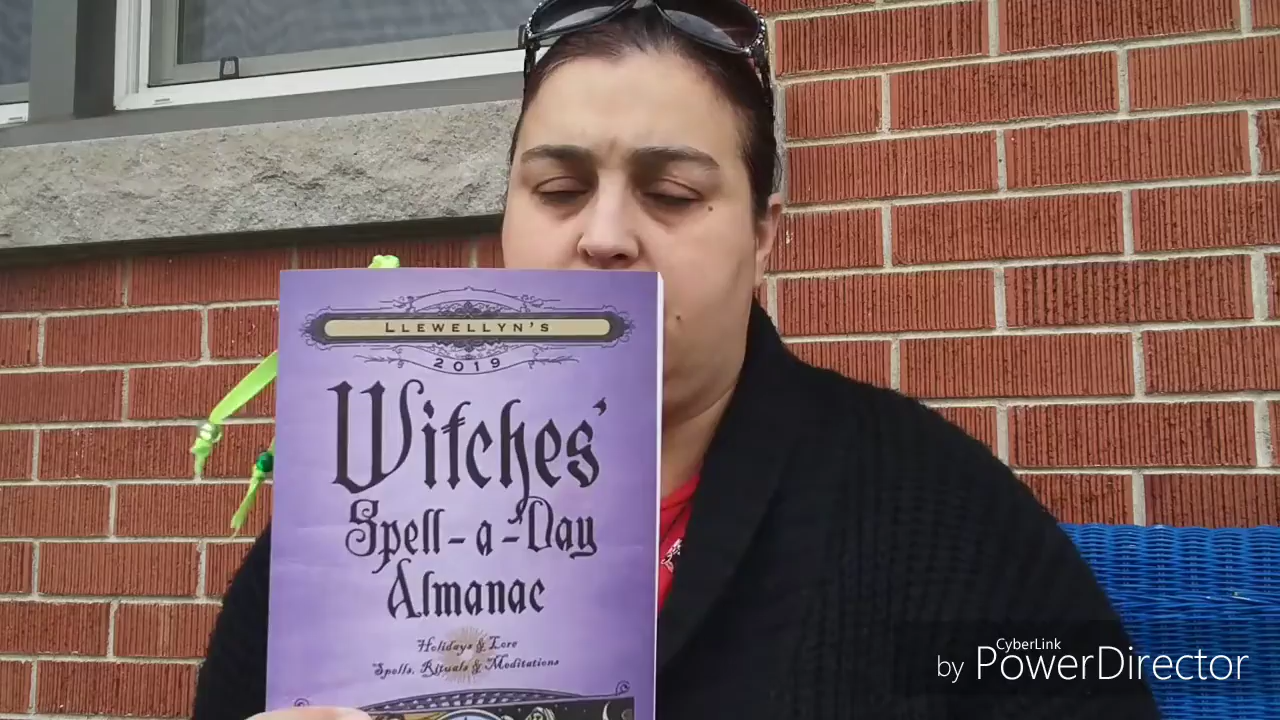 LLEWELLYN'S
2019
Witches'
Spell-a-Day
Almanac
Holidays & Lore
Spells, Rituals & Meditations
CyberLink
by PowerDirector